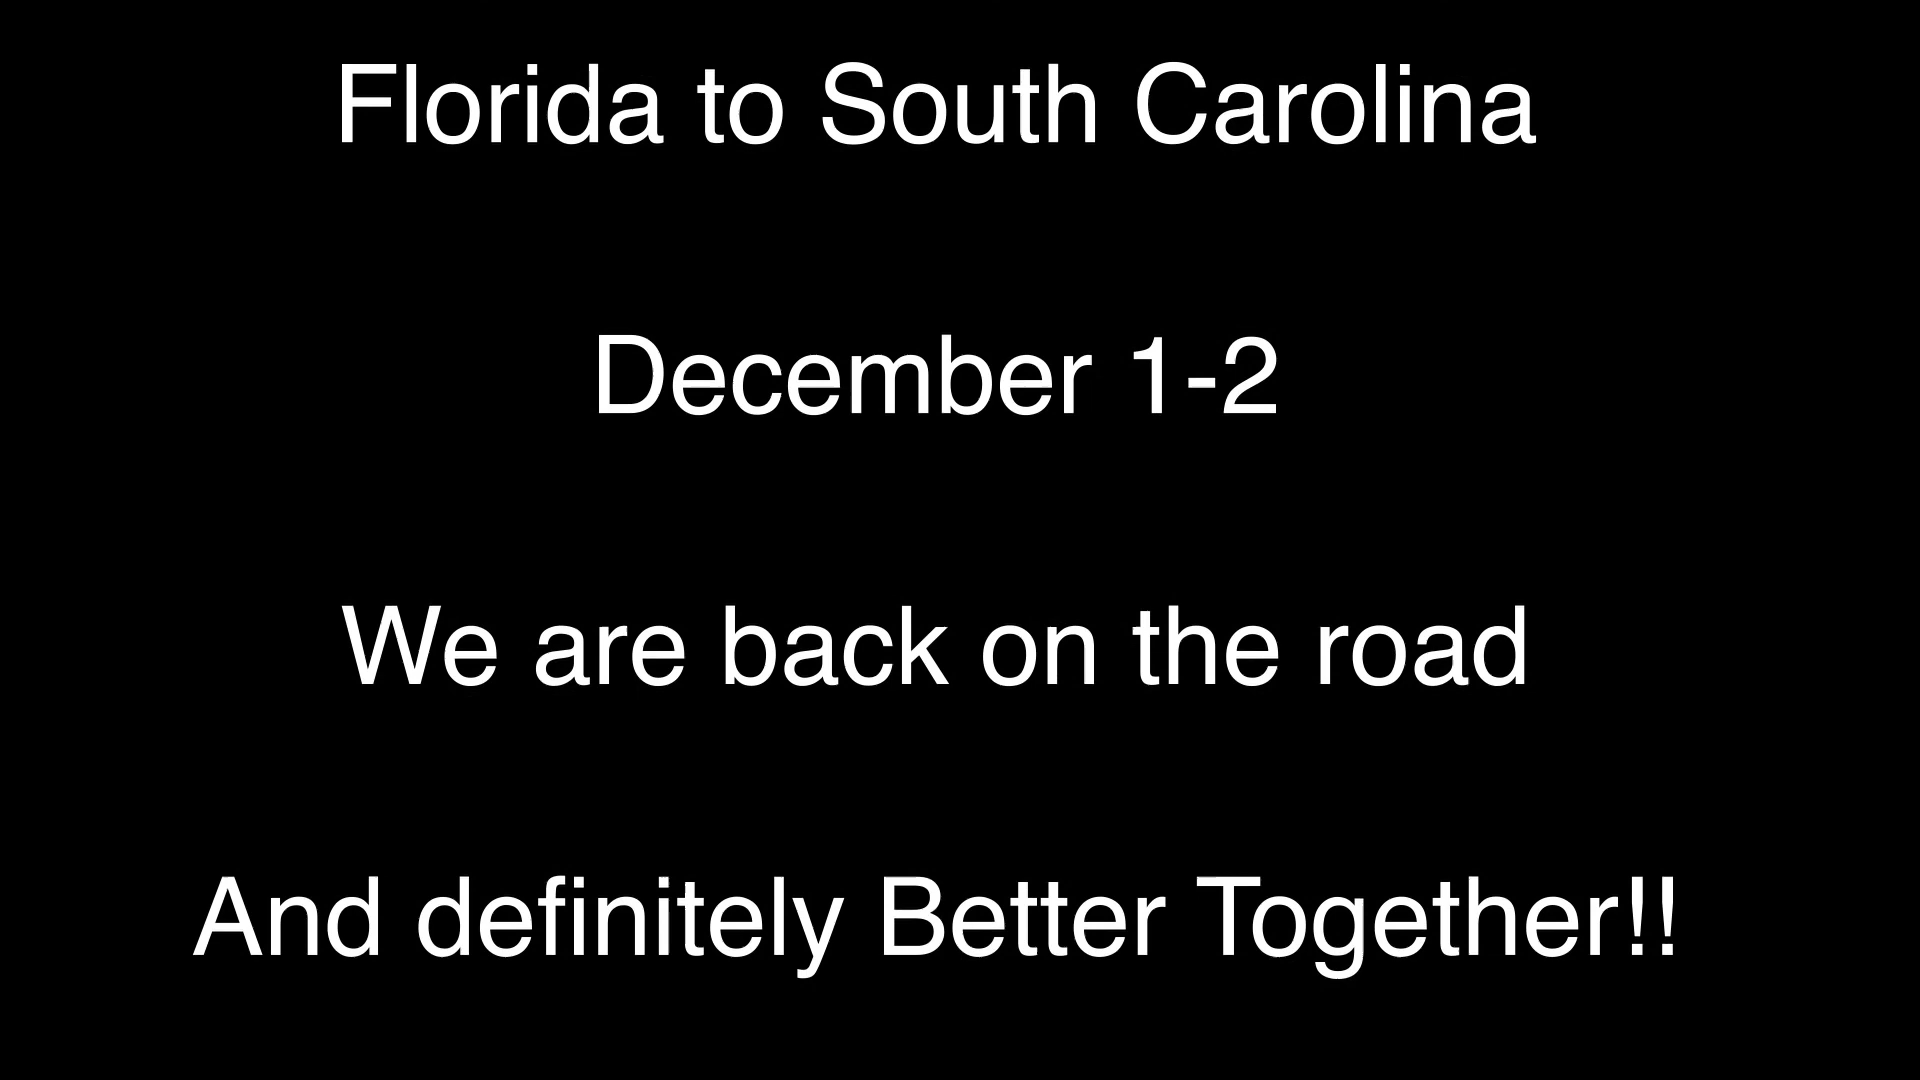 Florida to South Carolina
December 1-2
We are back on the road
And definitely Better Together!!